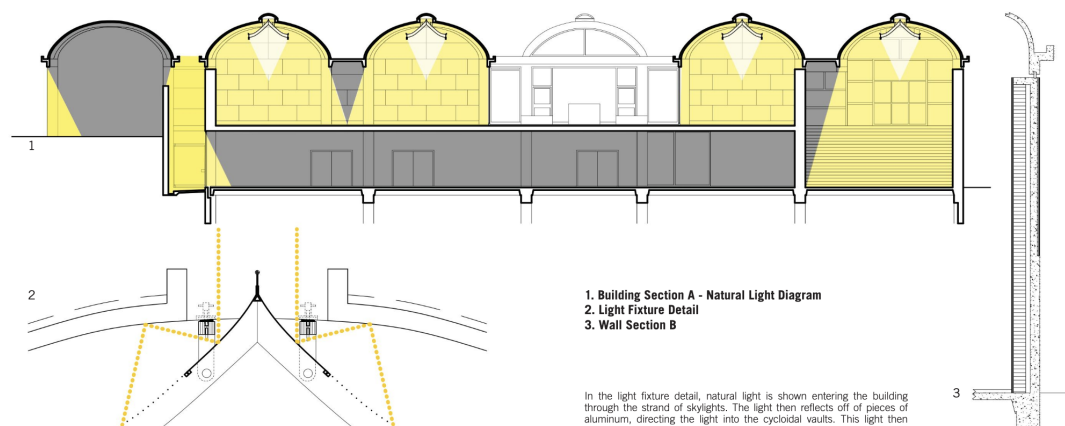 1
2
1. Building Section A - Natural Light Diagram
2. Light Fixture Detail
3. Wall Section B
3
In the light fixture detail, natural light is shown entering the building
through the strand of skylights. The light then reflects off of pieces of
aluminum, directing the light into the cycloidal vaults. This light then